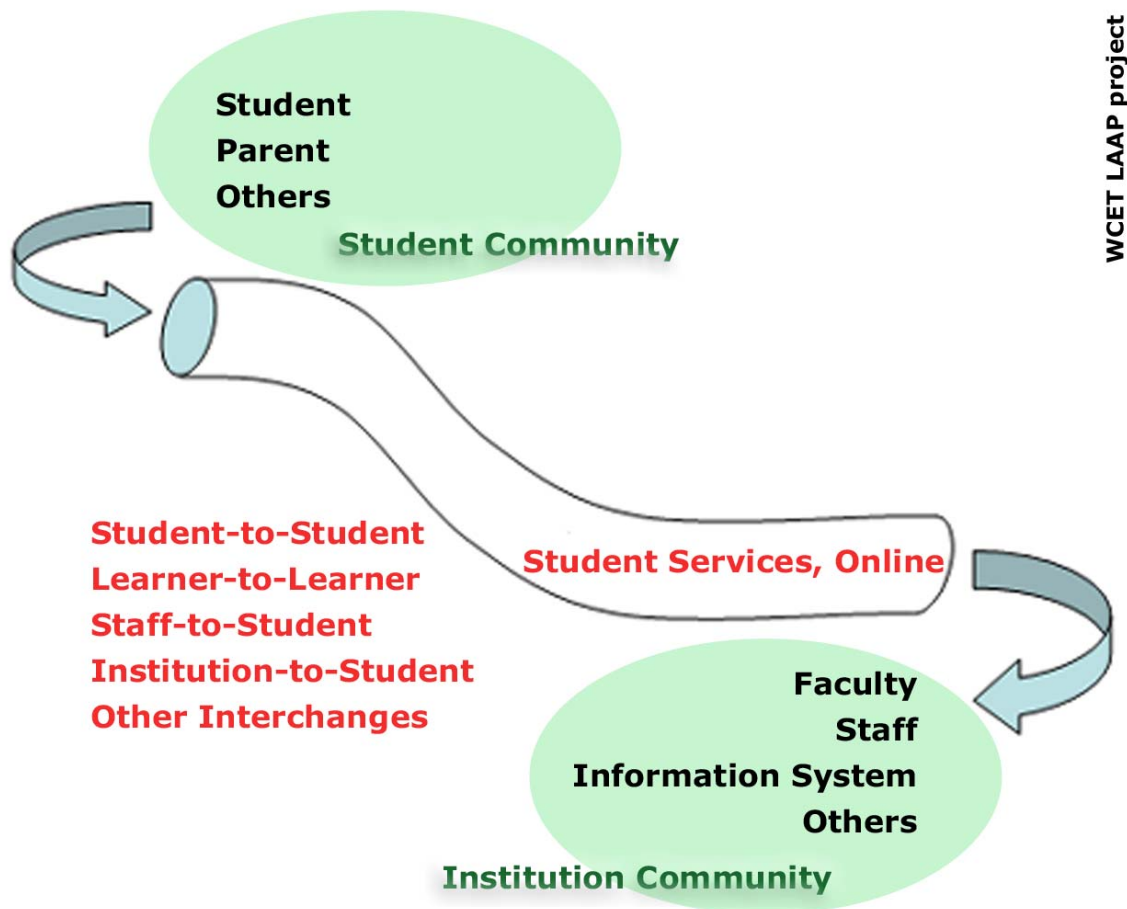 WCET LAAP project
Student
Parent
Others
Student Community
Student-to-Student
Learner-to-Learner
Staff-to-Student
Institution-to-Student
Other Interchanges
Student Services, Online
Faculty
Staff
Information System
Others
Institution Community